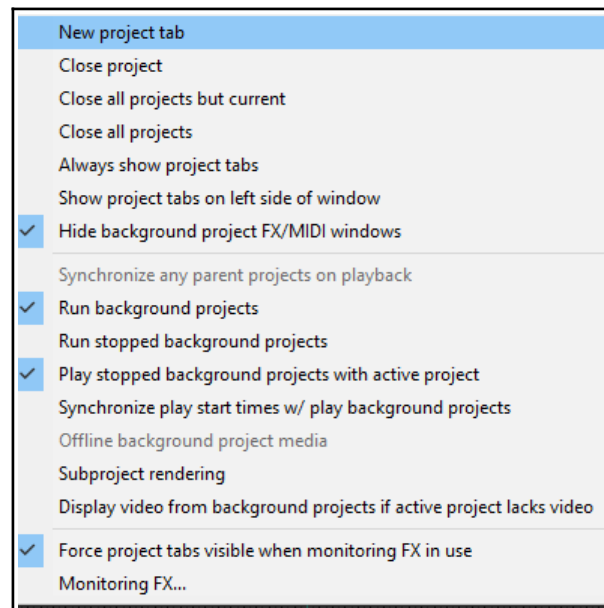 New project tab
Close project
Close all projects but current
Close all projects
Always show project tabs
Show project tabs on left side of window
Hide background project FX/MIDI windows
Synchronize any parent projects on playback
Run background projects
Run stopped background projects
Play stopped background projects with active project
Synchronize play start times w/ play background projects
Offline background project media
Subproject rendering
Display video from background projects if active project lacks video
Force project tabs visible when monitoring FX in use
Monitoring FX...